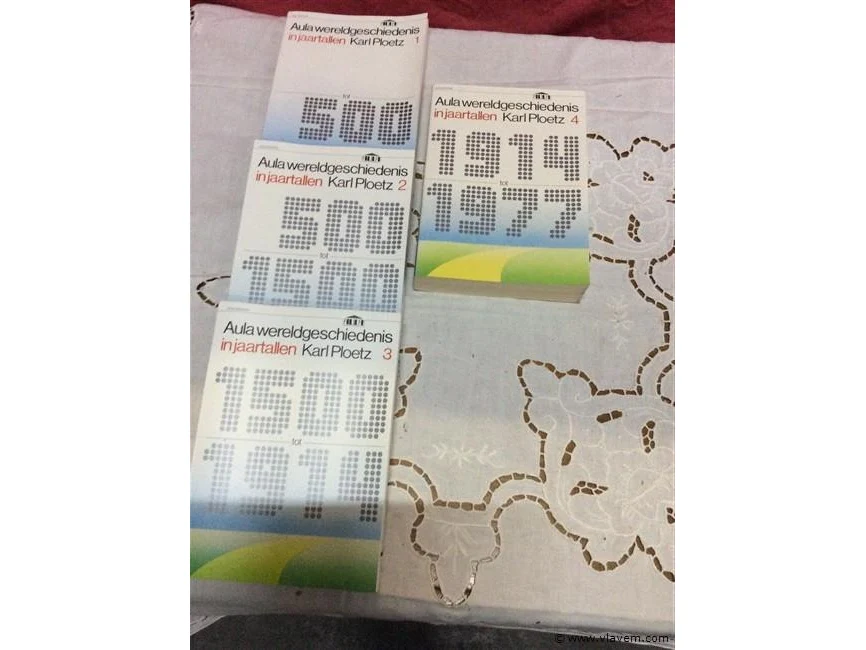 Aula wereldgeschiedenis
in jaartallen Karl Ploetz 1
tot
500
Aula wereldgeschiedenis
in jaartallen Karl Ploetz 2
500
tot
1500
Aula wereldgeschiedenis
in jaartallen Karl Ploetz 3
1500
tot
1914
Aula wereldgeschiedenis
in jaartallen Karl Ploetz 4
1914
tot
1977
© www.vlavem.com